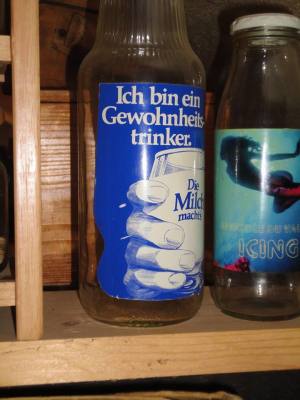 Ich bin ein
Gewohnheits-
trinker.
Die
Milch
macht's
ICING